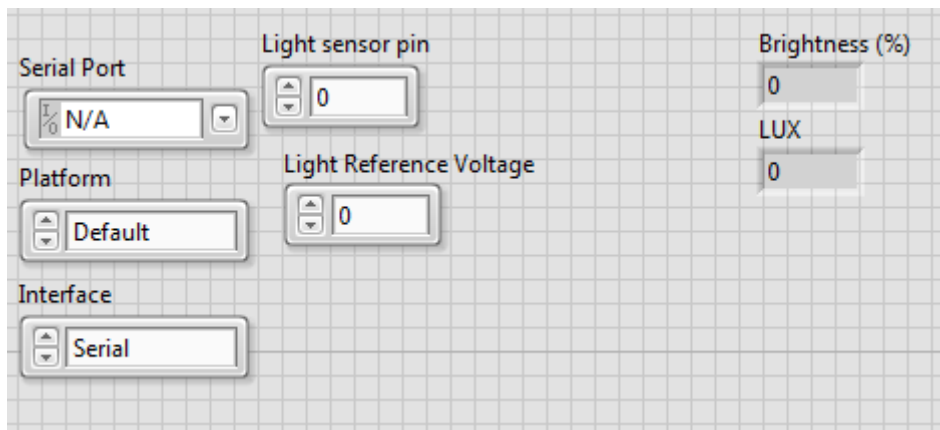 Serial Port
I/O N/A
Platform
Default
Interface
Serial
Light sensor pin
0
Light Reference Voltage
0
Brightness (%)
0
LUX
0